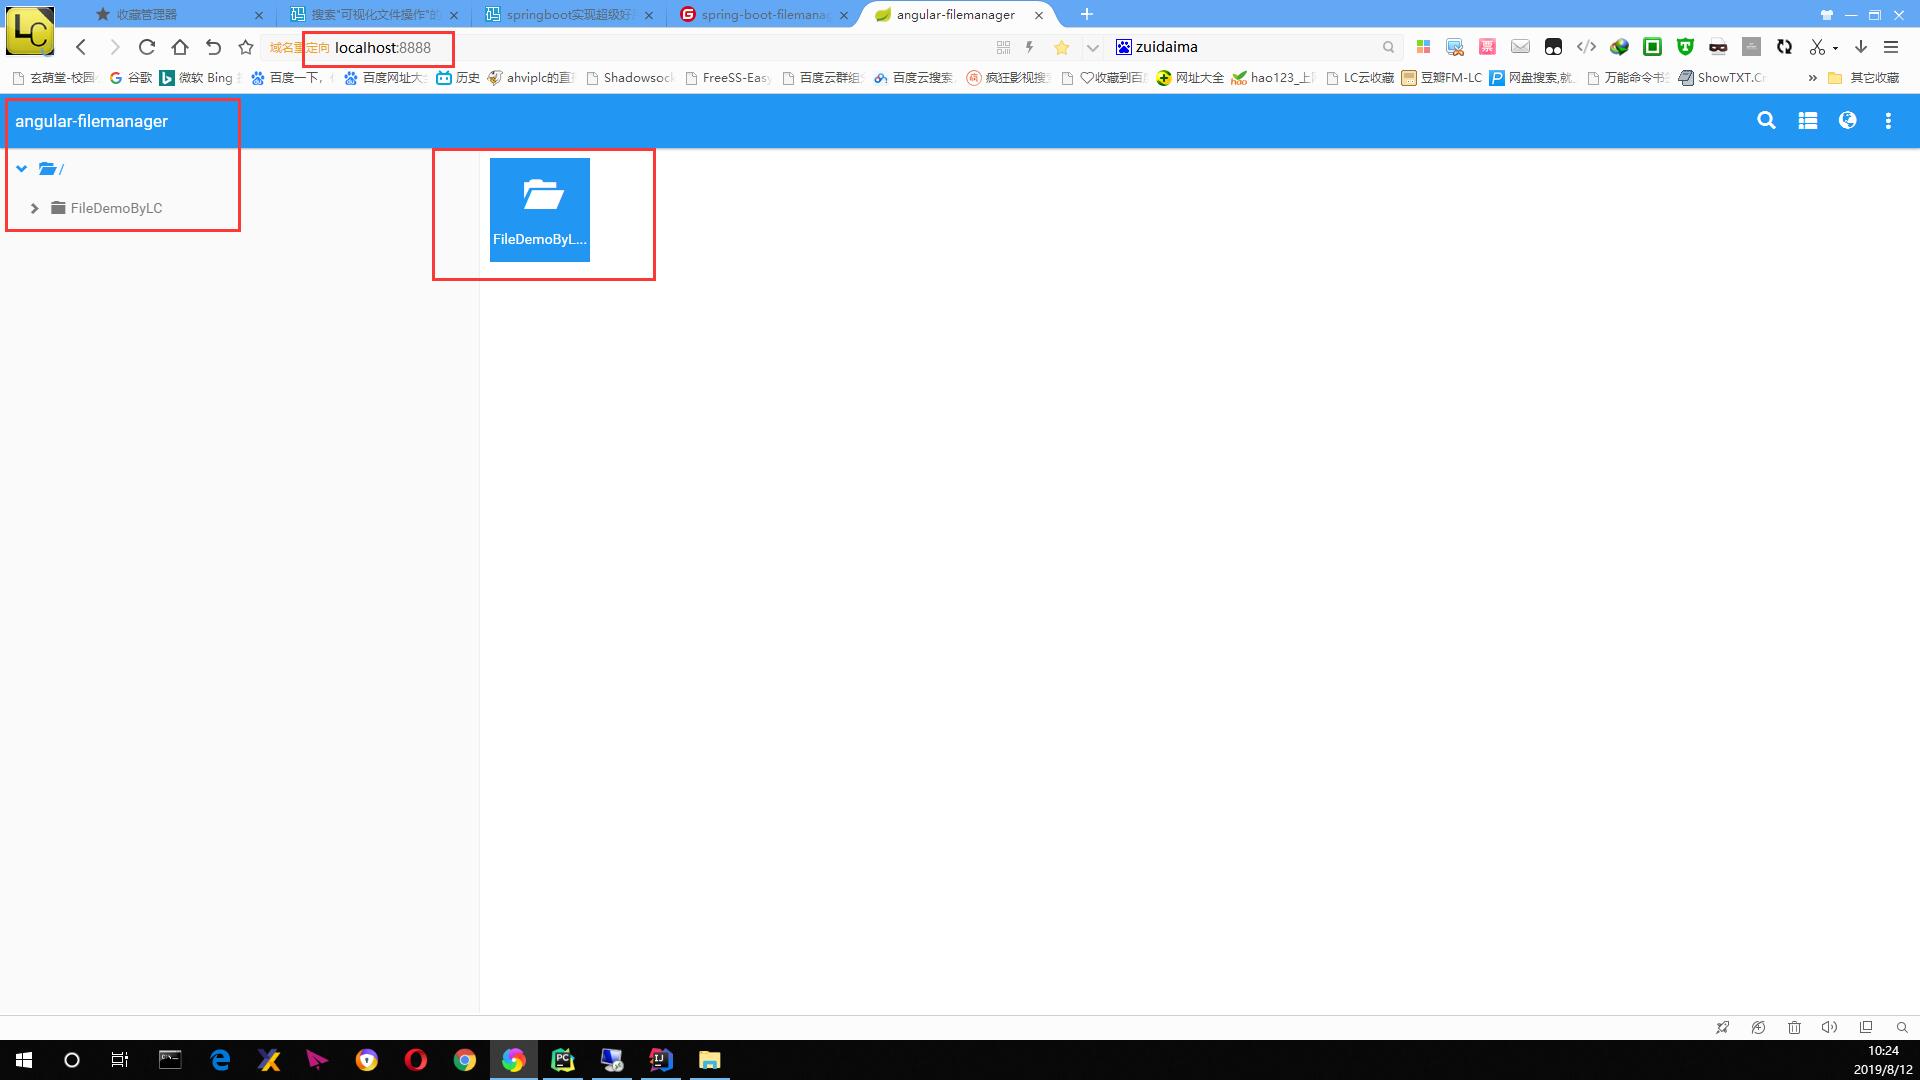 收藏管理器
搜索"可视化文件操作"的
springboot实现超级好
spring-boot-filemana
angular-filemanager
LC
域名重定向 localhost:8888
zuidaima
玄萌堂-校园
谷歌
微软 Bing
百度一下，
百度网址大
历史
ahviplc的直
Shadowsock
FreeSS-Easy
百度云群组
百度云搜索
疯狂影视搜
收藏到百
网址大全
hao123_上
LC云收藏
豆瓣FM-LC
网盘搜索,就
万能命令书
ShowTXT.Cr
其它收藏
angular-filemanager
/
FileDemoByLC
FileDemoByL...
10:24
2019/8/12